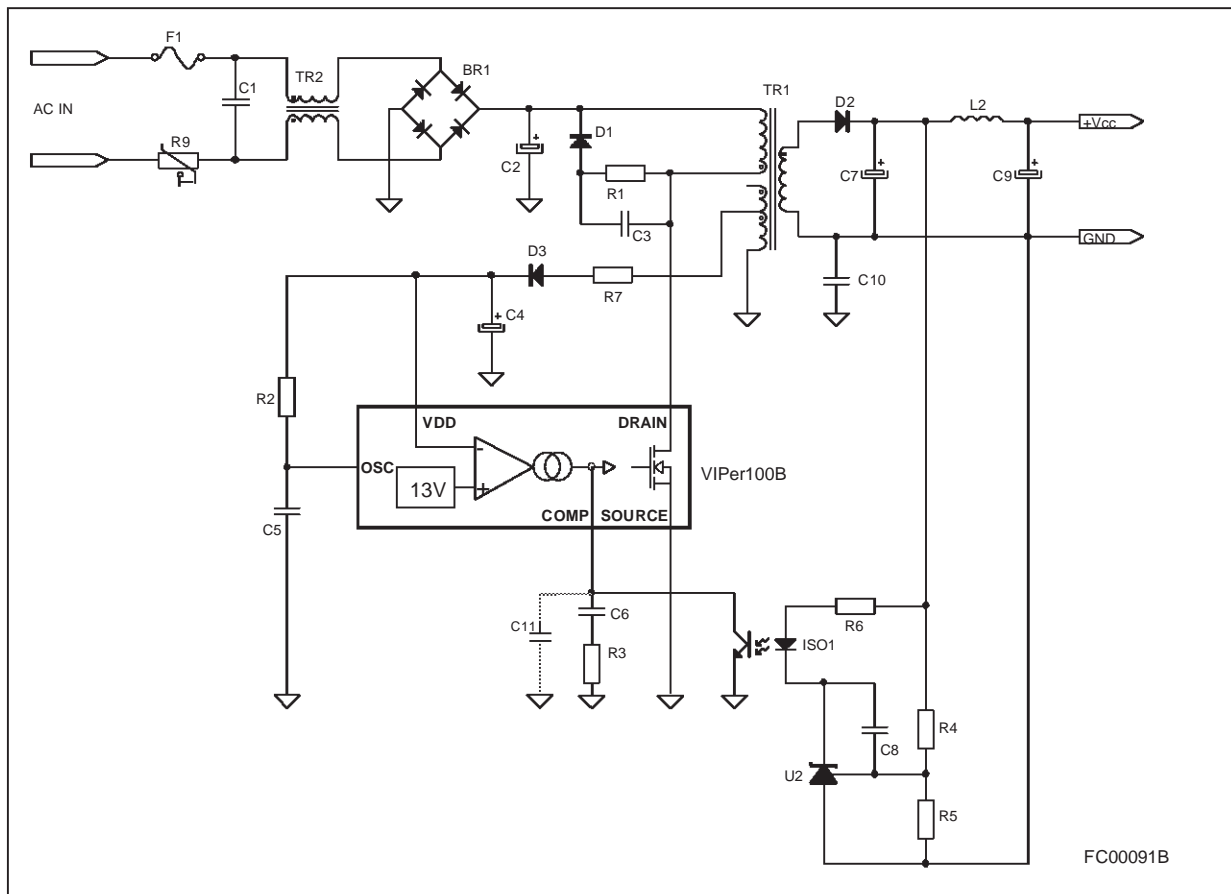 F1
TR2
BR1
TR1
D2
L2
C1
+Vcc
AC IN
D1
R9
C2
R1
C7
C9
C3
GND
D3
R7
C10
C4
R2
VDD
DRAIN
OSC
-
13V
+
VIPer100B
COMP
SOURCE
C5
C6
R6
C11
ISO1
R3
R4
C8
U2
R5
FC00091B
+
+
+
+